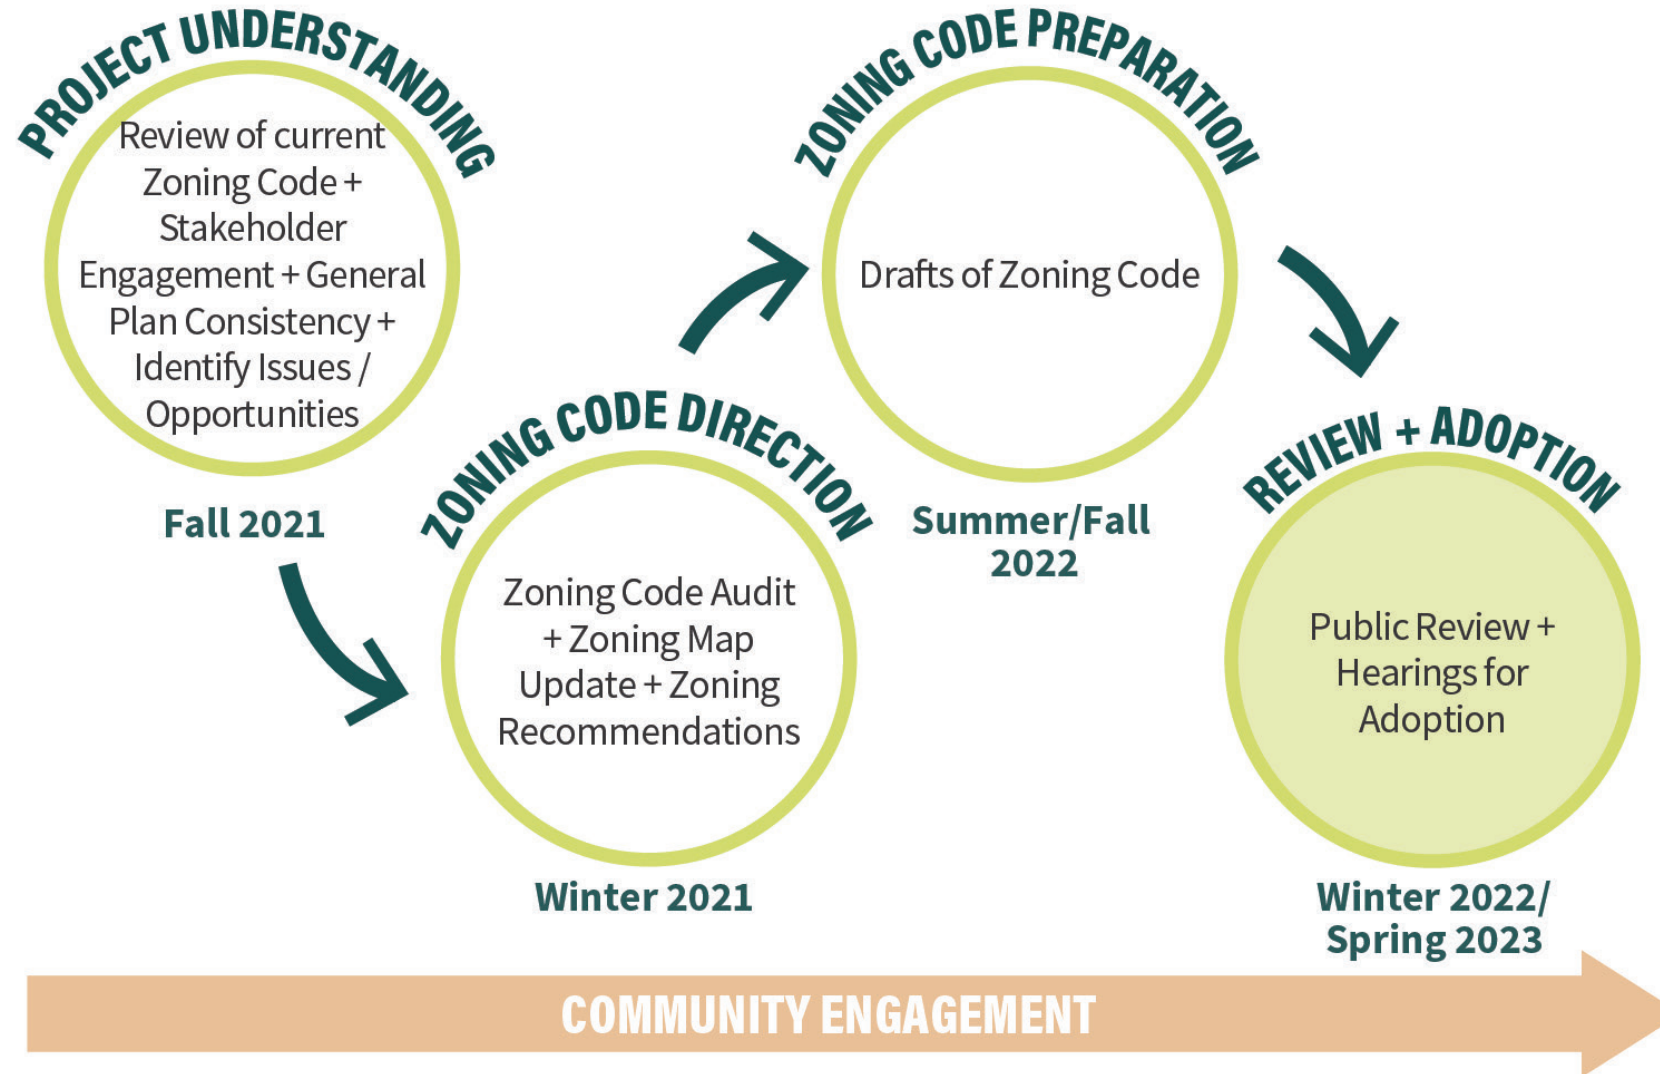 PROJECT UNDERSTANDING
Review of current
Zoning Code +
Stakeholder
Engagement + General
Plan Consistency +
Identify Issues /
Opportunities
Fall 2021
ZONING CODE DIRECTION
Zoning Code Audit
+ Zoning Map
Update + Zoning
Recommendations
Winter 2021
ZONING CODE PREPARATION
Drafts of Zoning Code
Summer/Fall
2022
REVIEW + ADOPTION
Public Review +
Hearings for
Adoption
Winter 2022/
Spring 2023
COMMUNITY ENGAGEMENT